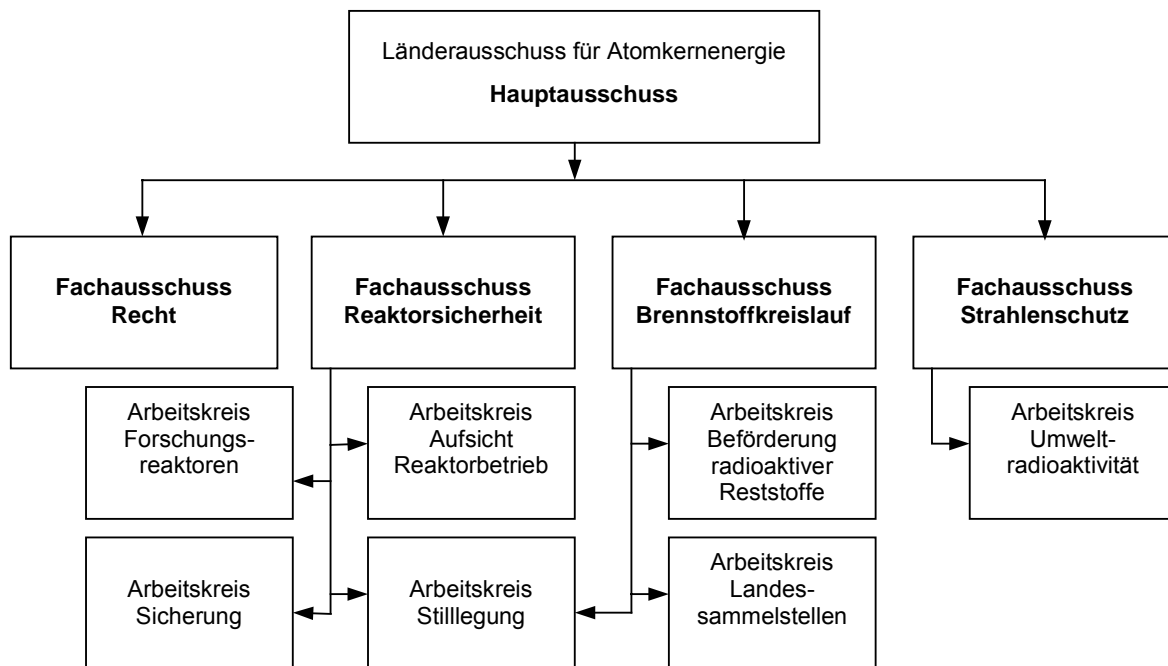 Länderausschuss für Atomkernenergie
Hauptausschuss
Fachausschuss
Recht
Fachausschuss
Reaktorsicherheit
Fachausschuss
Brennstoffkreislauf
Fachausschuss
Strahlenschutz
Arbeitskreis
Forschungs-
reaktoren
Arbeitskreis
Aufsicht
Reaktorbetrieb
Arbeitskreis
Beförderung
radioaktiver
Reststoffe
Arbeitskreis
Umwelt-
radioaktivität
Arbeitskreis
Sicherung
Arbeitskreis
Stilllegung
Arbeitskreis
Landes-
sammelstellen